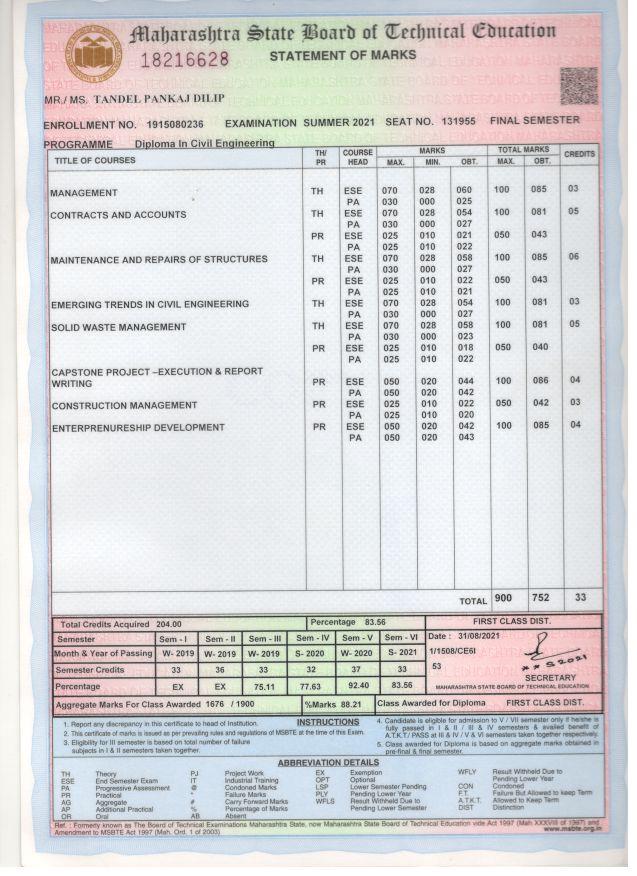 Maharashtra State Board of Technical Education
18216628 STATEMENT OF MARKS
MR./ MS. TANDEL PANKAJ DILIP
ENROLLMENT NO. 1915080236 EXAMINATION SUMMER 2021 SEAT NO. 131955 FINAL SEMESTER
PROGRAMME Diploma In Civil Engineering
TITLE OF COURSES TH/ PR COURSE HEAD MARKS MAX. MIN. OBT. TOTAL MARKS MAX. OBT. CREDITS
MANAGEMENT TH ESE 070 028 060 100 085 03
PA 030 000 025
CONTRACTS AND ACCOUNTS TH ESE 070 028 054 100 081 05
PA 030 000 027
PR ESE 025 010 021 050 043
PA 025 010 022
MAINTENANCE AND REPAIRS OF STRUCTURES TH ESE 070 028 058 100 085 06
PA 030 000 027
PR ESE 025 010 022 050 043
PA 025 010 021
EMERGING TRENDS IN CIVIL ENGINEERING TH ESE 070 028 054 100 081 03
PA 030 000 027
SOLID WASTE MANAGEMENT TH ESE 070 028 058 100 081 05
PA 030 000 023
PR ESE 025 010 018 050 040
PA 025 010 022
CAPSTONE PROJECT –EXECUTION & REPORT
WRITING PR ESE 050 020 044 100 086 04
PA 050 020 042
CONSTRUCTION MANAGEMENT PR ESE 025 010 022 050 042 03
PA 025 010 020
ENTERPRENUREHIP DEVELOPMENT PR ESE 050 020 042 100 085 04
PA 050 020 043
TOTAL 900 752 33
Total Credits Acquired 204.00 Percentage 83.56 FIRST CLASS DIST.
Semester Sem - I Sem - II Sem - III Sem - IV Sem - V Sem - VI Date : 31/08/2021
Month & Year of Passing W- 2019 W- 2019 W- 2019 S- 2020 W- 2020 S- 2021 1/1508/CE6I
Semester Credits 33 36 33 32 37 33 53
Percentage EX EX 75.11 77.63 92.40 83.56
SECRETARY
MAHARASHTRA STATE BOARD OF TECHNICAL EDUCATION
Aggregate Marks For Class Awarded 1676 / 1900 %Marks 88.21 Class Awarded for Diploma FIRST CLASS DIST.
INSTRUCTIONS
1. Report any discrepancy in this certificate to head of Institution.
2. This certificate of marks is issued as per prevailing rules and regulations of MSBTE at the time of this Exam.
3. Eligibility for III semester is based on total number of failure
subjects in I & II semesters taken together.
4. Candidate is eligible for admission to V / VII semester only if he/she is
fully passed in I & II / III & IV semesters & availed benefit of
A.T.K.T/ PASS at III & IV / V & VI semesters taken together respectively.
5. Class awarded for Diploma is based on aggregate marks obtained in
pre-final & final semester.
ABBREVIATION DETAILS
TH Theory PJ Project Work EX Exemption WFLY Result Withheld Due to
ESE End Semester Exam IT Industrial Training OPT Optional Pending Lower Year
PA Progressive Assessment @ Condoned Marks LSP Lower Semester Pending CON Condoned
PR Practical * Failure Marks PLY Pending Lower Year F.T. Failure But Allowed to keep Term
AG Aggregate # Carry Forward Marks WPLS Result Withheld Due to A.T.K.T. Allowed to Keep Term
AP Additional Practical % Percentage of Marks Pending Lower Semester DIST Distinction
OR Oral AB Absent
Ref. : Formerly known as The Board of Technical Examinations Maharashtra State, now Maharashtra State Board of Technical Education vide Act 1997 (Mah XXXVIII of 1997) and
Amendment to MSBTE Act 1997 (Mah. Ord. 1 of 2003) www.msbte.org.in